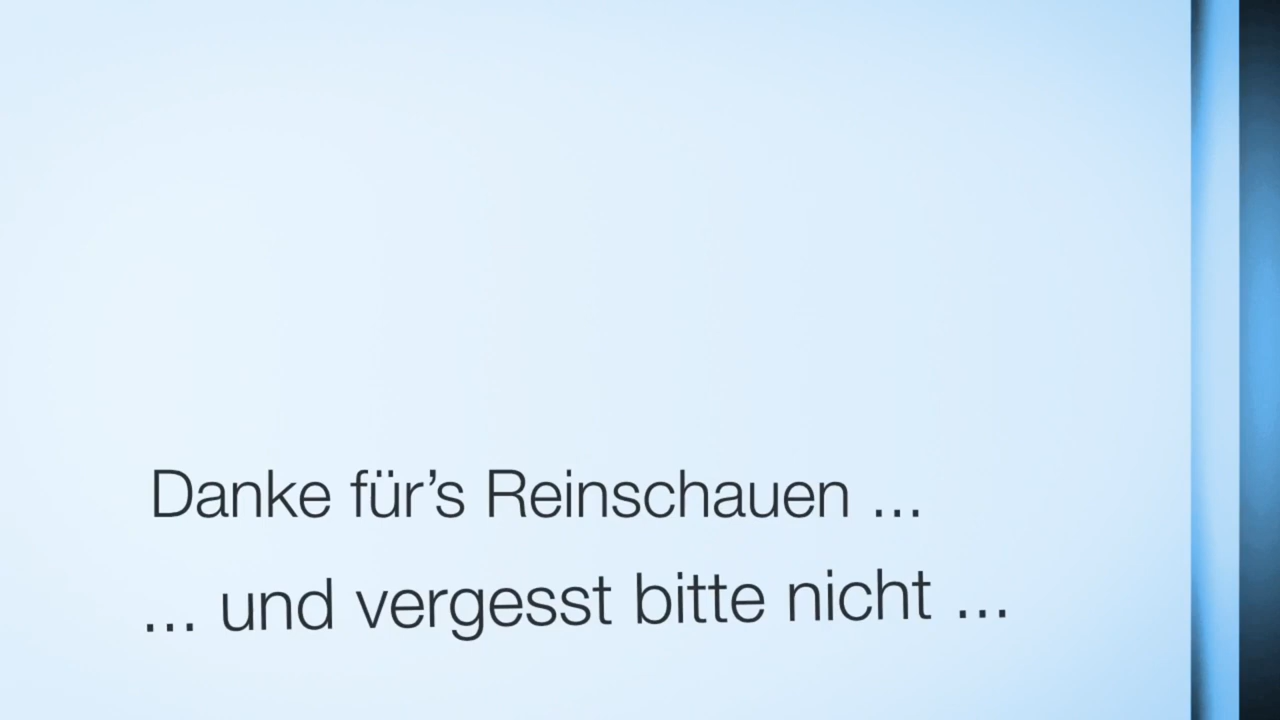 Danke für’s Reinschauen ...
... und vergesst bitte nicht ...